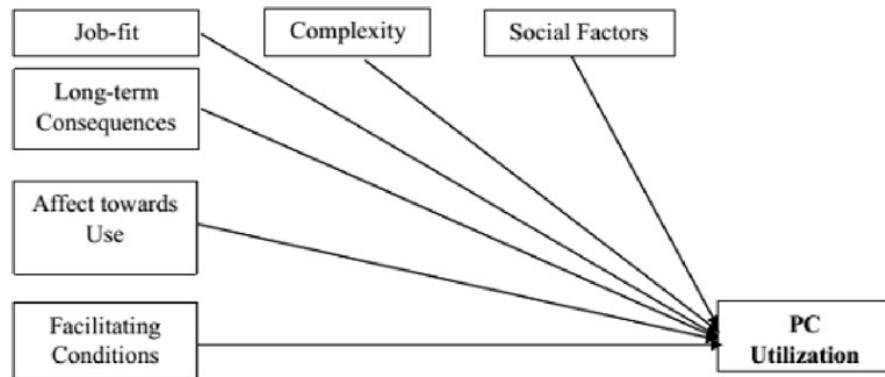 Job-fit
Complexity
Social Factors
Long-term
Consequences
Affect towards
Use
Facilitating
Conditions
PC
Utilization